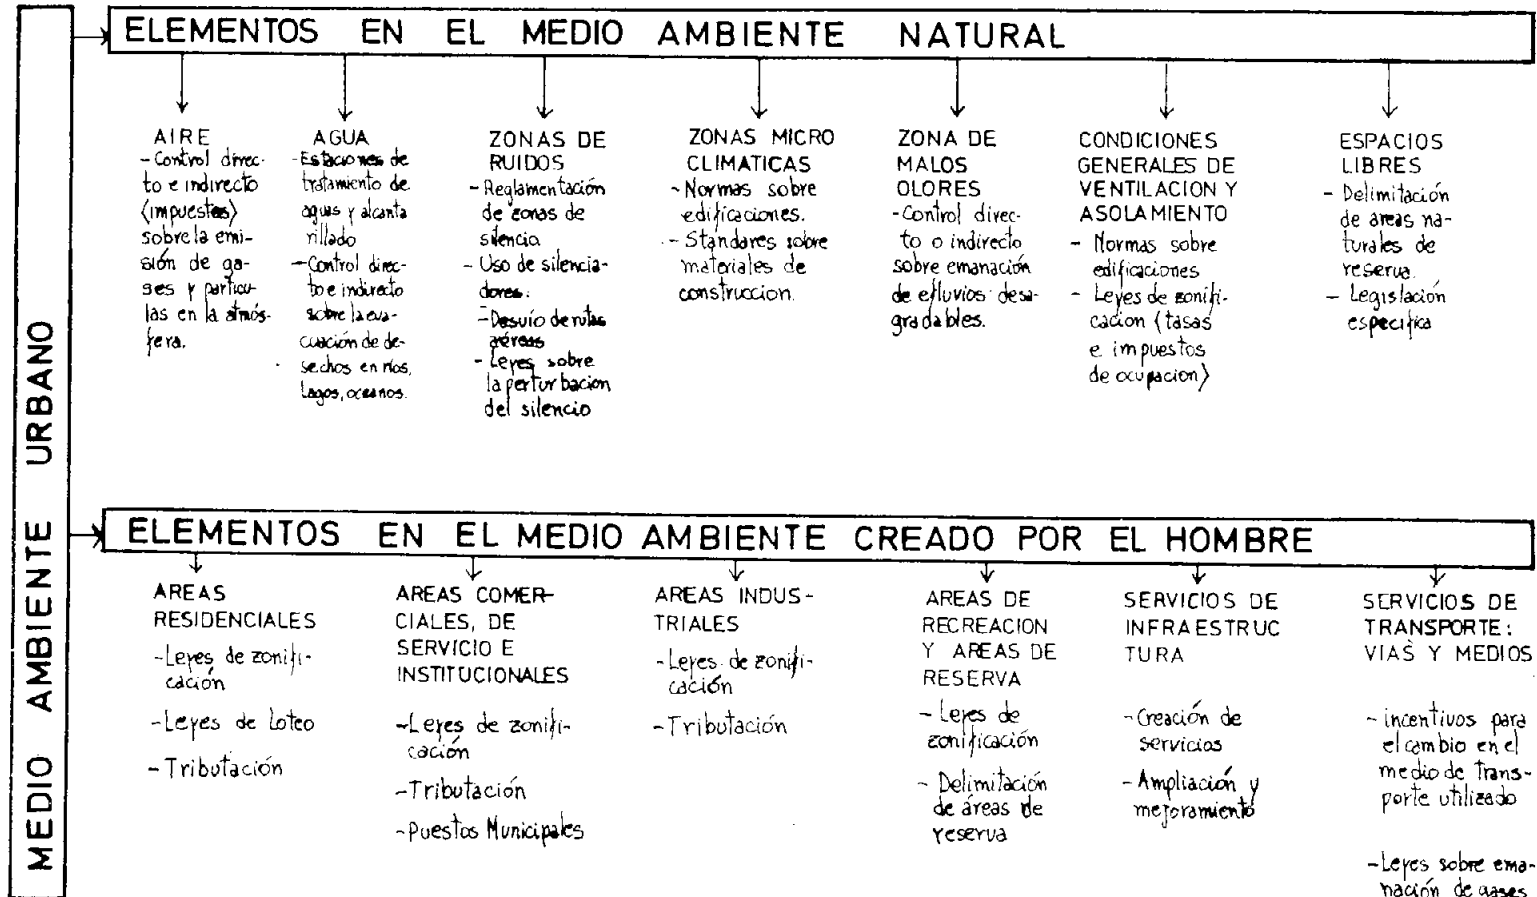 MEDIO AMBIENTE URBANO
ELEMENTOS EN EL MEDIO AMBIENTE NATURAL
AIRE
- Control direc-
to e indirecto
(impuestos)
sobre la emi-
sión de ga-
ses y particu-
las en la atmós-
fera.
AGUA
- Estaciones de
tratamiento de
aguas y alcanta
rillado
- Control direc-
to e indirecto
sobre la eva-
cuación de de-
sechos en ríos,
Lagos, oceanos.
ZONAS DE
RUIDOS
- Reglamentación
de zonas de
silencio
- Uso de silencia-
dores.
- Desvío de rutas
aéreas
- Leyes sobre
la perturbacion
del silencio
ZONAS MICRO
CLIMATICAS
- Normas sobre
edificaciones.
- Standares sobre
materiales de
construccion.
ZONA DE
MALOS
OLORES
- Control direc-
to o indirecto
sobre emanación
de efluvios desa-
gradables.
CONDICIONES
GENERALES DE
VENTILACION Y
ASOLAMIENTO
- Normas sobre
edificaciones
- Leyes de zonifi-
cacion (tasas
e impuestos
de ocupacion)
ESPACIOS
LIBRES
- Delimitación
de areas na-
turales de
reserva.
- Legislación
especifica
ELEMENTOS EN EL MEDIO AMBIENTE CREADO POR EL HOMBRE
AREAS
RESIDENCIALES
- Leyes de zonifi-
cación
- Leyes de Loteo
- Tributación
AREAS COMER-
CIALES, DE
SERVICIO E
INSTITUCIONALES
- Leyes de zonifi-
cación
- Tributación
- Puestos Municipales
AREAS INDUS-
TRIALES
- Leyes de zonifi-
cación
- Tributación
AREAS DE
RECREACION
Y AREAS DE
RESERVA
- Leyes de
zonificación
- Delimitación
de áreas de
reserva
SERVICIOS DE
INFRAESTRUC
TURA
- Creación de
servicios
- Ampliación y
mejoramiento
SERVICIOS DE
TRANSPORTE:
VIAS Y MEDIOS
- incentivos para
el cambio en el
medio de Trans-
porte utilizado
- Leyes sobre ema-
nación de gases